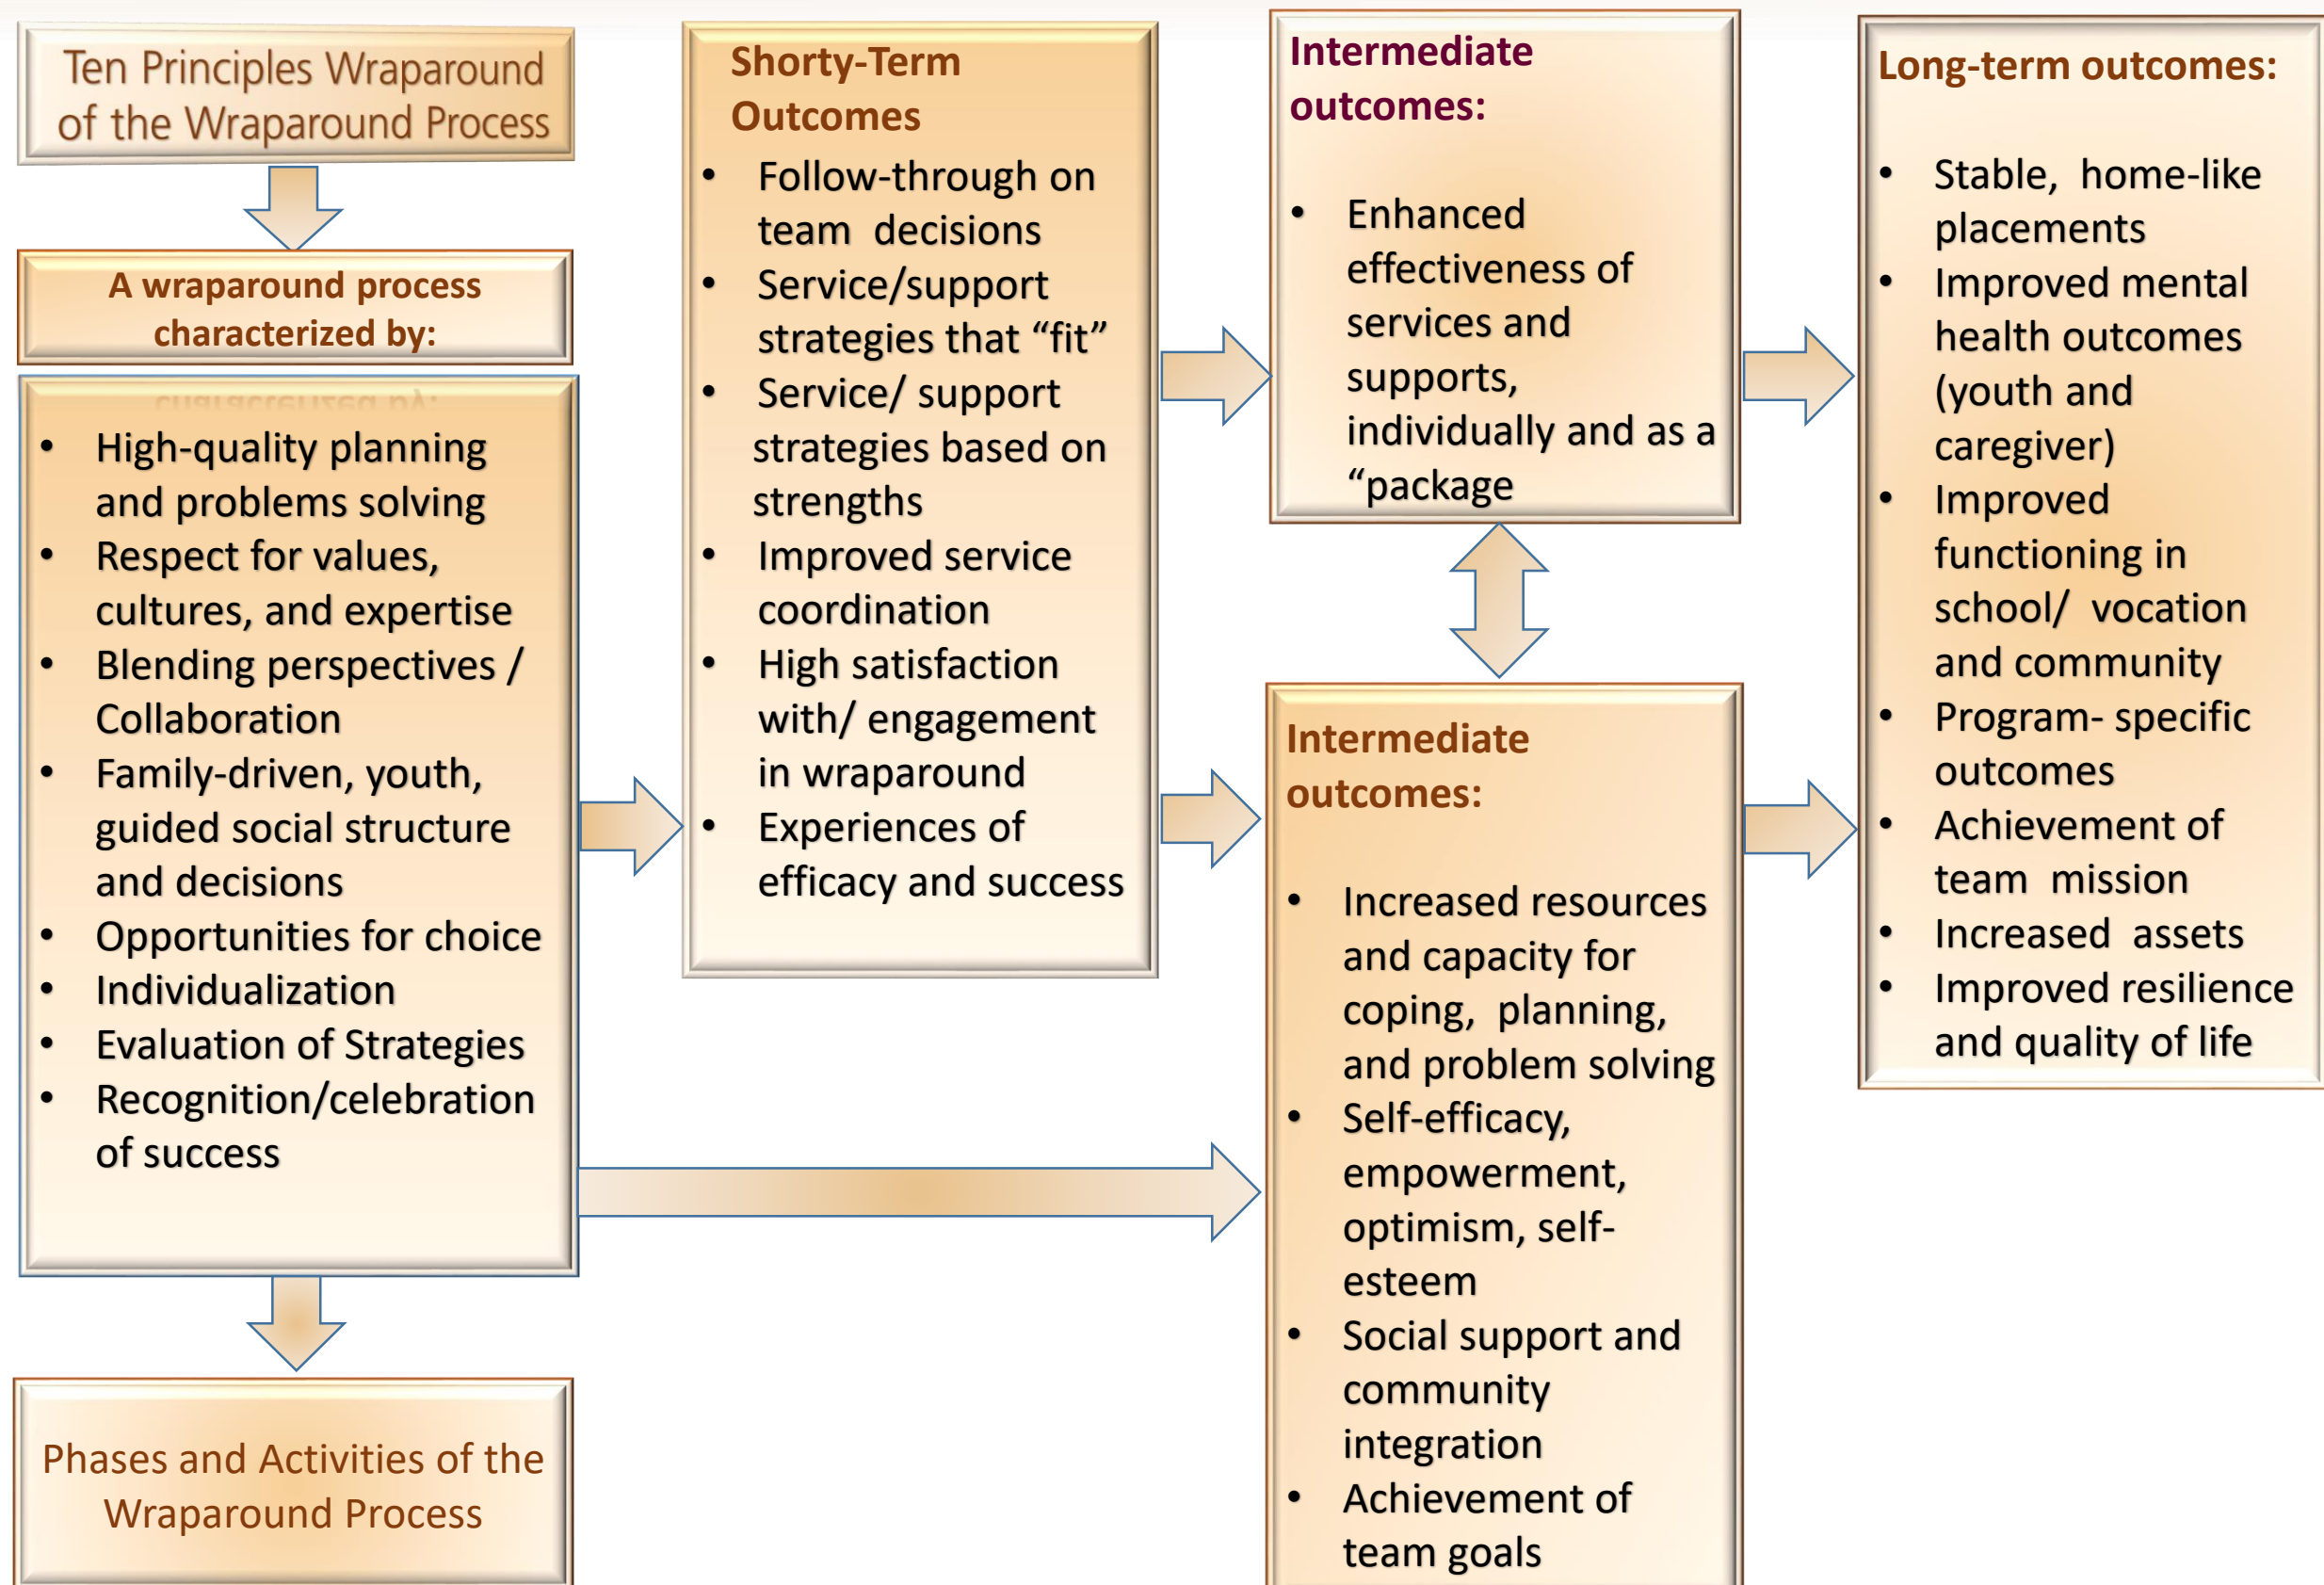 Ten Principles Wraparound
of the Wraparound Process
A wraparound process
characterized by:
characterized by:
• High-quality planning
and problems solving
• Respect for values,
cultures, and expertise
• Blending perspectives /
Collaboration
• Family-driven, youth,
guided social structure
and decisions
• Opportunities for choice
• Individualization
• Evaluation of Strategies
• Recognition/celebration
of success
Phases and Activities of the
Wraparound Process
Shorty-Term
Outcomes
• Follow-through on
team decisions
• Service/support
strategies that “fit”
• Service/ support
strategies based on
strengths
• Improved service
coordination
• High satisfaction
with/ engagement
in wraparound
• Experiences of
efficacy and success
Intermediate
outcomes:
• Enhanced
effectiveness of
services and
supports,
individually and as a
“package
Intermediate
outcomes:
• Increased resources
and capacity for
coping, planning,
and problem solving
• Self-efficacy,
empowerment,
optimism, self-
esteem
• Social support and
community
integration
• Achievement of
team goals
Long-term outcomes:
• Stable, home-like
placements
• Improved mental
health outcomes
(youth and
caregiver)
• Improved
functioning in
school/ vocation
and community
• Program- specific
outcomes
• Achievement of
team mission
• Increased assets
• Improved resilience
and quality of life